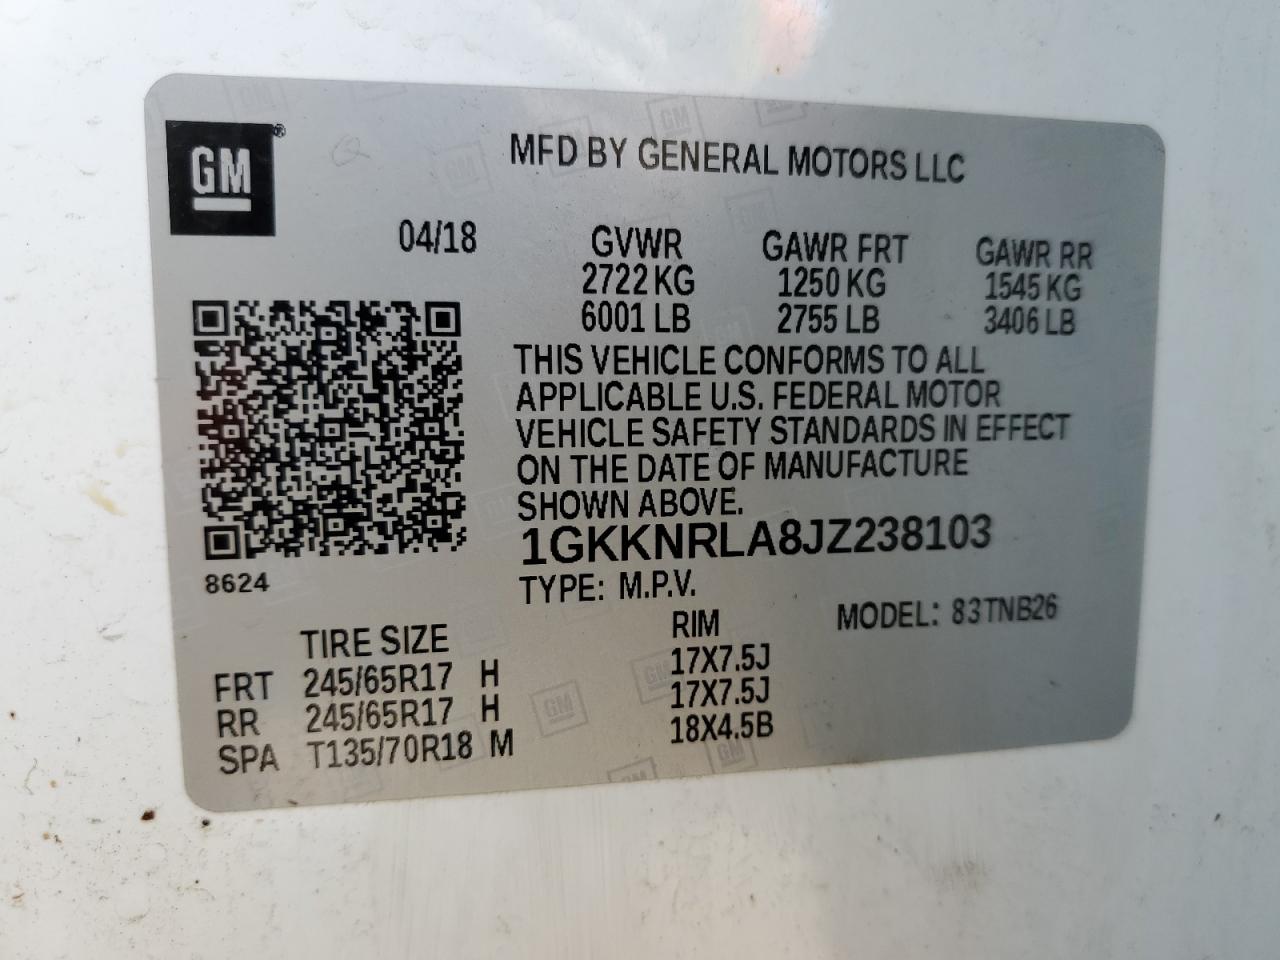 GM ®
MFD BY GENERAL MOTORS LLC
04/18 GVWR GAWR FRT GAWR RR
2722 KG 1250 KG 1545 KG
6001 LB 2755 LB 3406 LB
THIS VEHICLE CONFORMS TO ALL
APPLICABLE U.S. FEDERAL MOTOR
VEHICLE SAFETY STANDARDS IN EFFECT
ON THE DATE OF MANUFACTURE
SHOWN ABOVE.
1GKKNRLA8JZ238103
8624
TYPE: M.P.V. MODEL: 83TNB26
TIRE SIZE RIM
FRT 245/65R17 H 17X7.5J
RR 245/65R17 H 17X7.5J
SPA T135/70R18 M 18X4.5B